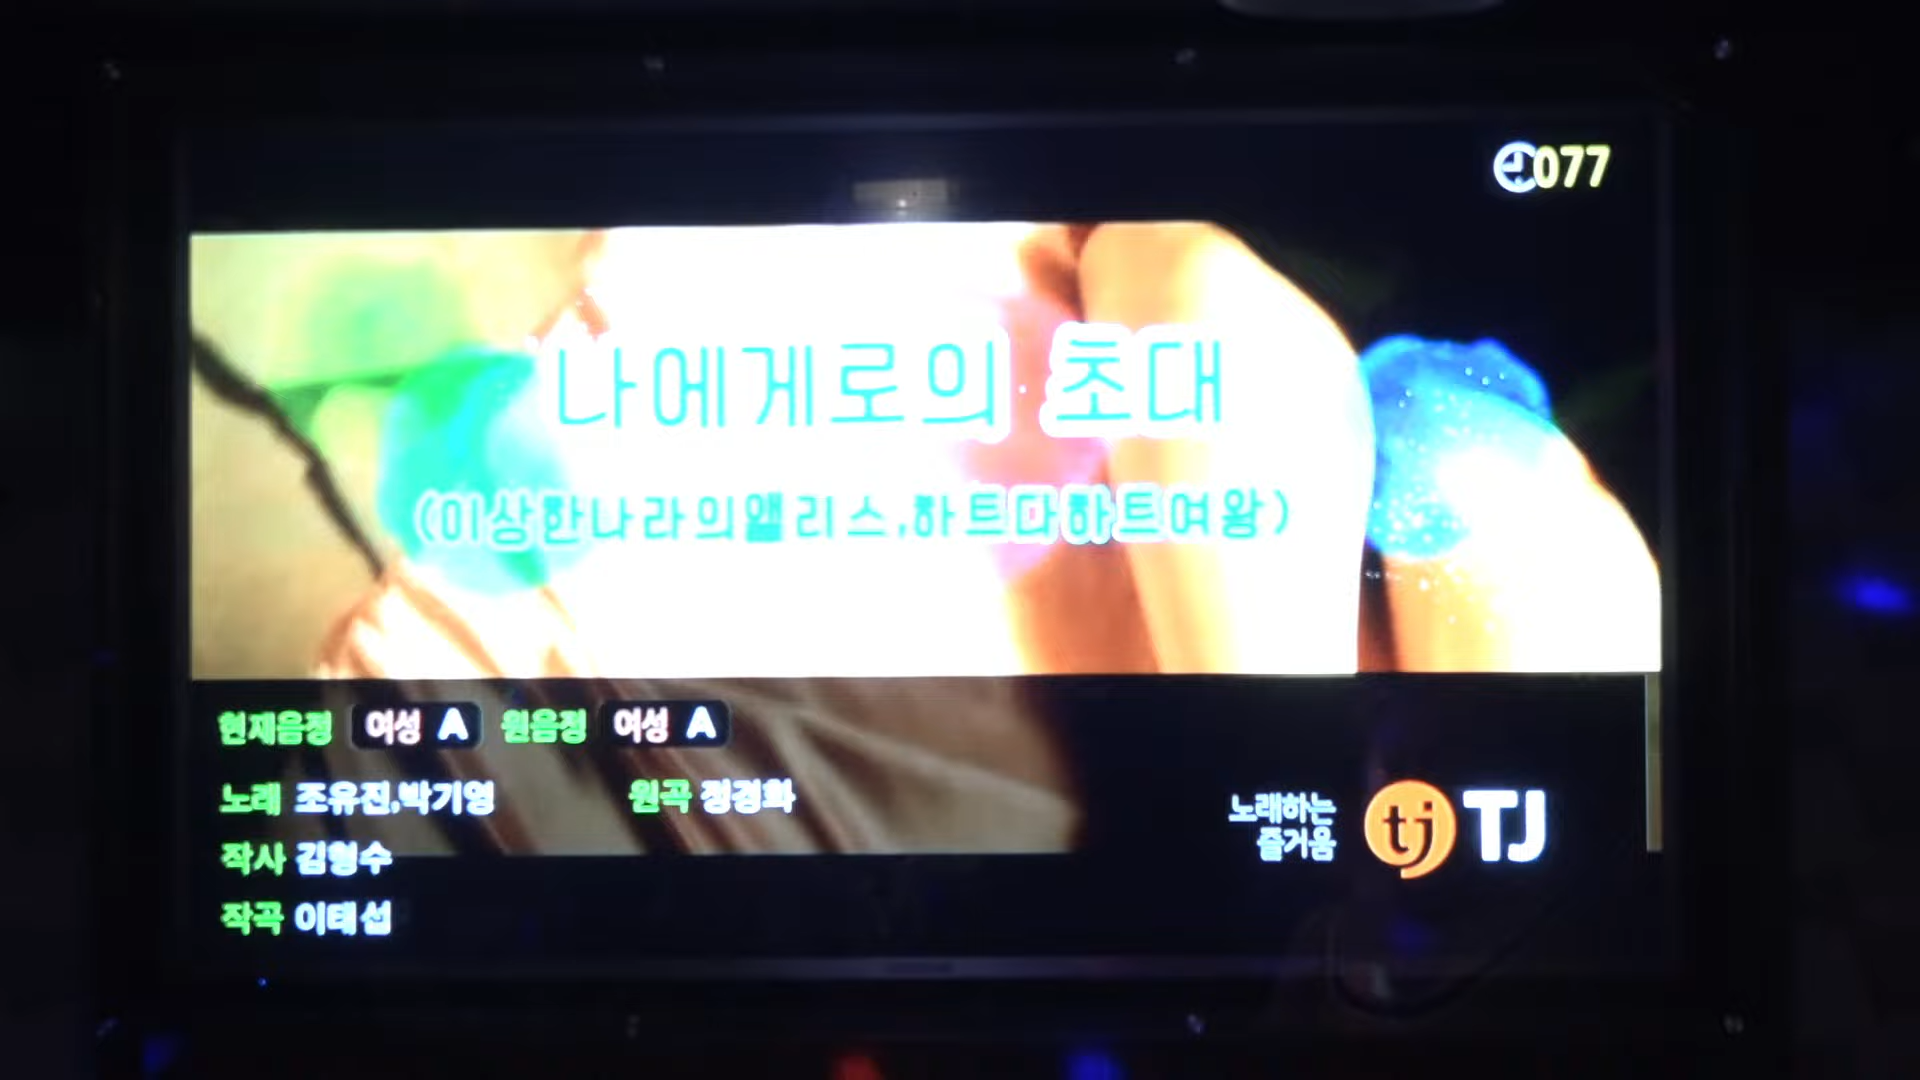 077
나에게로의 초대
(이상한나라의앨리스,하트다하트여왕)
현재음정 여성 A 원음정 여성 A
노래 조유진,박기영 원곡 정경화
작사 김형수
작곡 이태섭
노래하는
즐거움
tj TJ